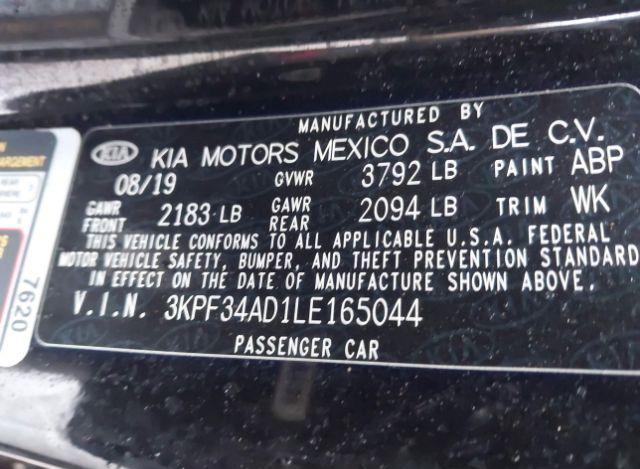 MANUFACTURED BY
KIA KIA MOTORS MEXICO S.A. DE C.V.
08/19 GVWR 3792 LB PAINT ABP
GAWR FRONT 2183 LB GAWR REAR 2094 LB TRIM WK
THIS VEHICLE CONFORMS TO ALL APPLICABLE U.S.A. FEDERAL
MOTOR VEHICLE SAFETY, BUMPER, AND THEFT PREVENTION STANDARD
IN EFFECT ON THE DATE OF MANUFACTURE SHOWN ABOVE.
V.I.N. 3KPF34AD1LE165044
PASSENGER CAR
7620